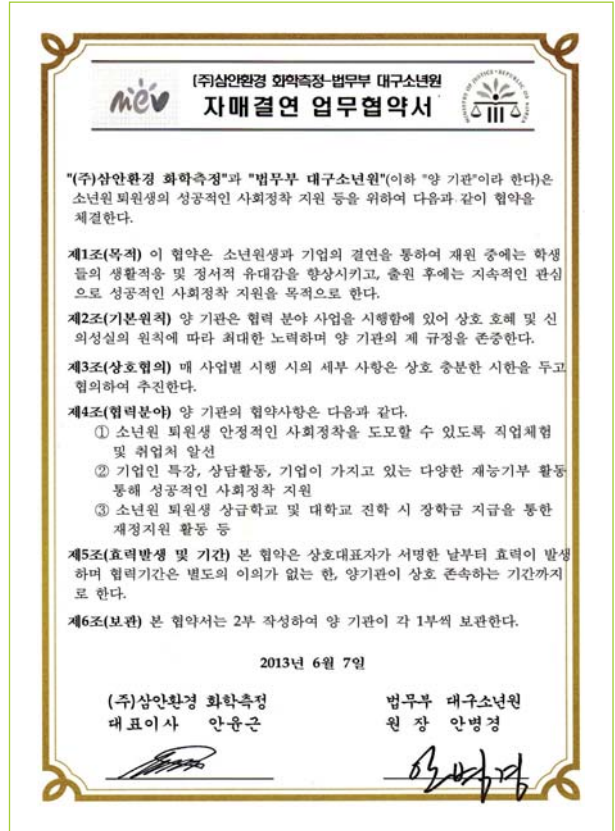 mev
(주)삼안환경 화학측정-법무부 대구소년원
자매결연 업무협약서
MINISTRY OF JUSTICE·REPUBLIC OF KOREA
"(주)삼안환경 화학측정"과 "법무부 대구소년원"(이하 "양 기관"이라 한다)은
소년원 퇴원생의 성공적인 사회정착 지원 등을 위하여 다음과 같이 협약을
체결한다.
제1조(목적) 이 협약은 소년원생과 기업의 결연을 통하여 재원 중에는 학생
들의 생활적응 및 정서적 유대감을 향상시키고, 출원 후에는 지속적인 관심
으로 성공적인 사회정착 지원을 목적으로 한다.
제2조(기본원칙) 양 기관은 협력 분야 사업을 시행함에 있어 상호 호혜 및 신
의성실의 원칙에 따라 최대한 노력하며 양 기관의 제 규정을 존중한다.
제3조(상호협의) 매 사업별 시행 시의 세부 사항은 상호 충분한 시한을 두고
협의하여 추진한다.
제4조(협력분야) 양 기관의 협약사항은 다음과 같다.
① 소년원 퇴원생 안정적인 사회정착을 도모할 수 있도록 직업체험
및 취업처 알선
② 기업인 특강, 상담활동, 기업이 가지고 있는 다양한 재능기부 활동
통해 성공적인 사회정착 지원
③ 소년원 퇴원생 상급학교 및 대학교 진학 시 장학금 지급을 통한
재정지원 활동 등
제5조(효력발생 및 기간) 본 협약은 상호대표자가 서명한 날부터 효력이 발생
하며 협력기간은 별도의 이의가 없는 한, 양기관이 상호 존속하는 기간까지
로 한다.
제6조(보관) 본 협약서는 2부 작성하여 양 기관이 각 1부씩 보관한다.
2013년 6월 7일
(주)삼안환경 화학측정
대표이사 안윤근
법무부 대구소년원
원 장 안병경
안병경